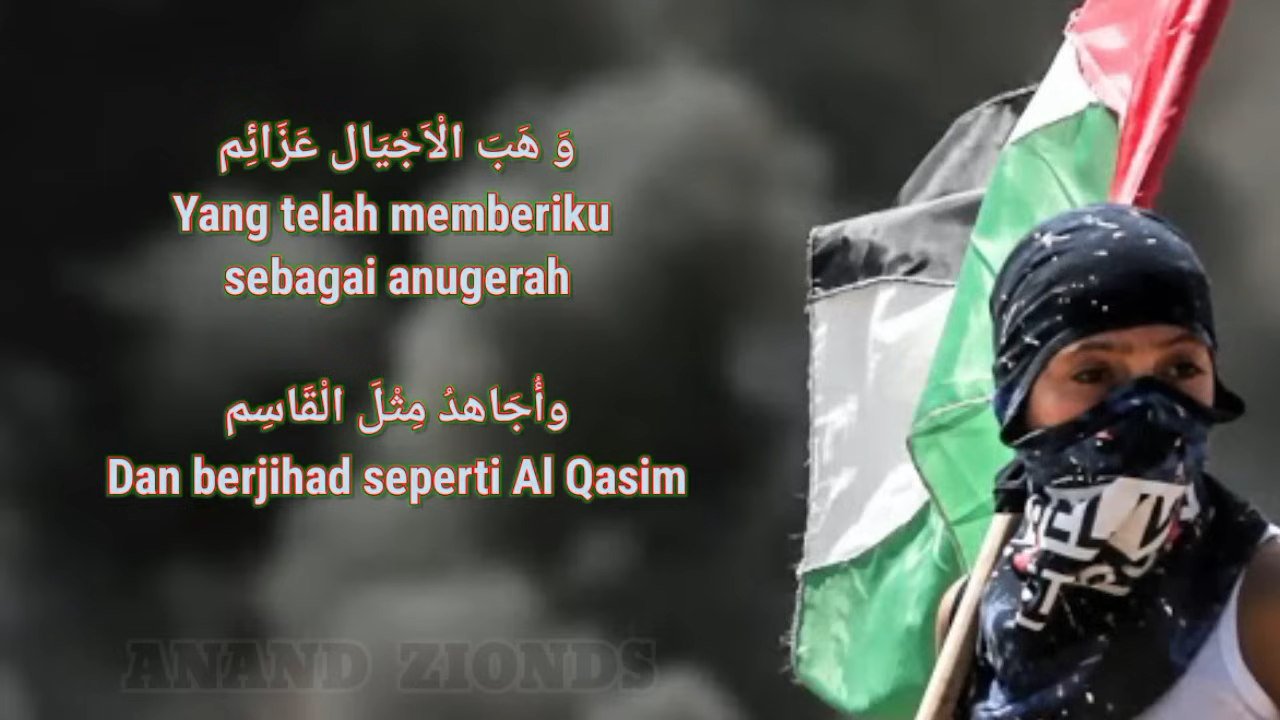 وَ هَبَ الْاَجْيَال عَزَائِم
Yang telah memberiku
sebagai anugerah
وأُجَاهدُ مِثْلَ الْقَاسِم
Dan berjihad seperti Al Qasim
ANAND ZIONDS